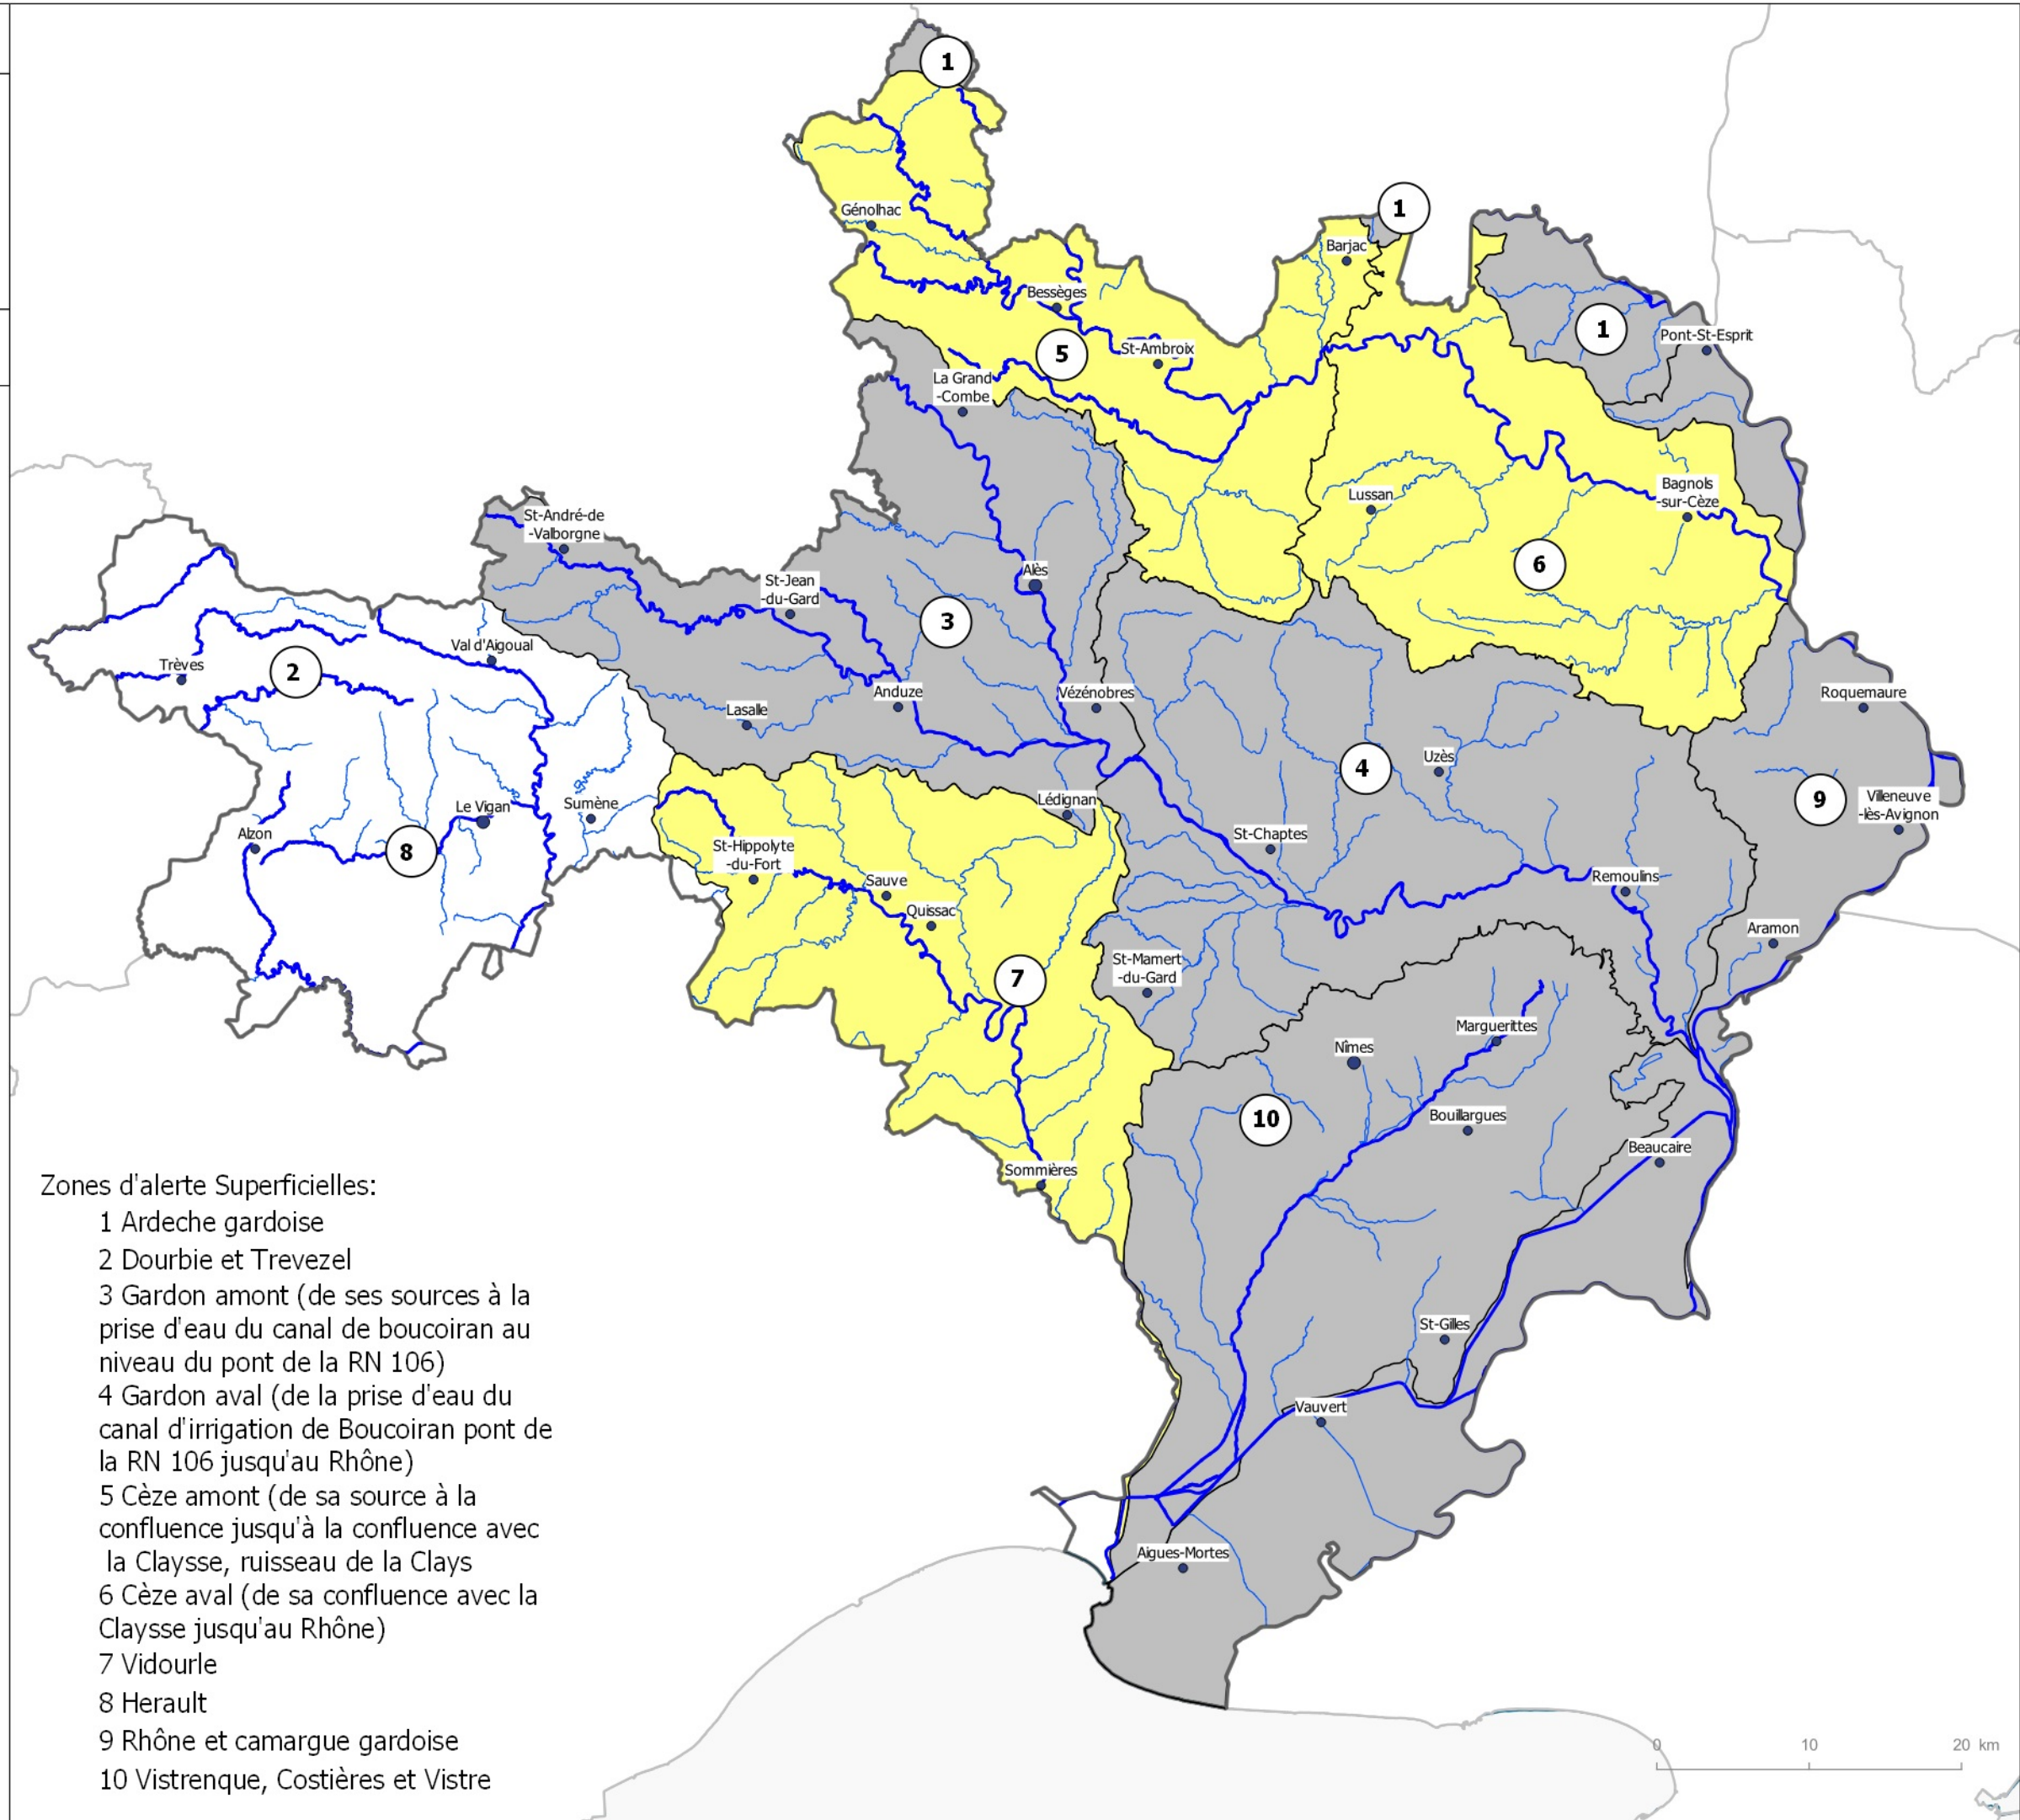 1
1
Génolhac
Barjac
Bessèges
1
Pont-St-Esprit
5
St-Ambroix
La Grand
-Combe
Lussan
Bagnols
-sur-Cèze
St-André-de
-Valborgne
6
Alès
St-Jean
-du-Gard
3
Val d'Aigoual
Trèves
2
Anduze
Vézénobres
Roquemaure
Lasalle
4
Uzès
9
Villeneuve
-lès-Avignon
Le Vigan
Sumène
Lédignan
Alzon
8
St-Hippolyte
-du-Fort
St-Chaptes
Sauve
Remoulins
Quissac
Aramon
St-Mamert
-du-Gard
7
Marguerittes
Nîmes
10
Bouillargues
Beaucaire
Sommières
St-Gilles
Vauvert
Aigues-Mortes
Zones d'alerte Superficielles:
1 Ardeche gardoise
2 Dourbie et Trevezel
3 Gardon amont (de ses sources à la
prise d'eau du canal de boucoiran au
niveau du pont de la RN 106)
4 Gardon aval (de la prise d'eau du
canal d'irrigation de Boucoiran pont de
la RN 106 jusqu'au Rhône)
5 Cèze amont (de sa source à la
confluence jusqu'à la confluence avec
la Claysse, ruisseau de la Clays
6 Cèze aval (de sa confluence avec la
Claysse jusqu'au Rhône)
7 Vidourle
8 Herault
9 Rhône et camargue gardoise
10 Vistrenque, Costières et Vistre
0 10 20 km